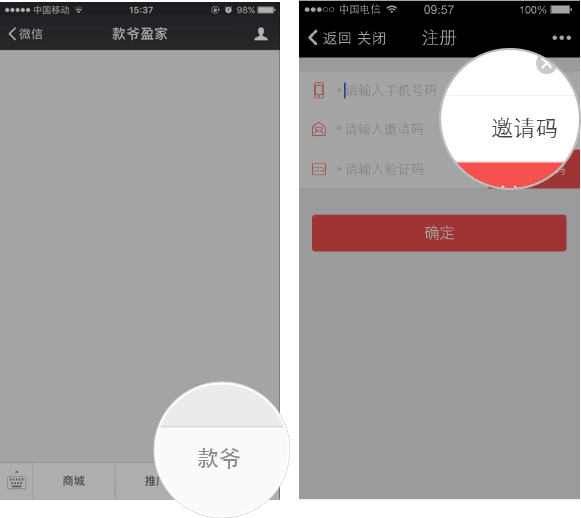 中国移动 15:37 98%
微信 款爷盈家
商城 推广 款爷
中国电信 09:57 100%
返回 关闭 注册
*请输入手机号码
*请输入邀请码
邀请码
*请输入验证码 码
确定